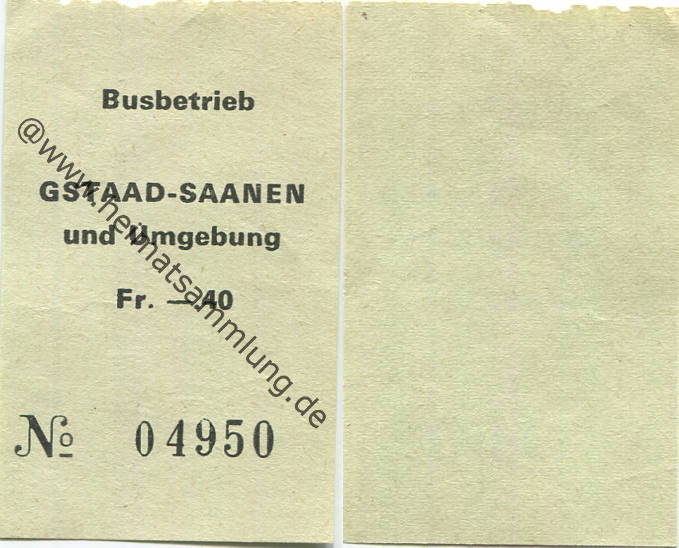 Busbetrieb
GSTAAD-SAANEN
und Umgebung
Fr. —.40
№ 04950
@www.heimatsammlung.de